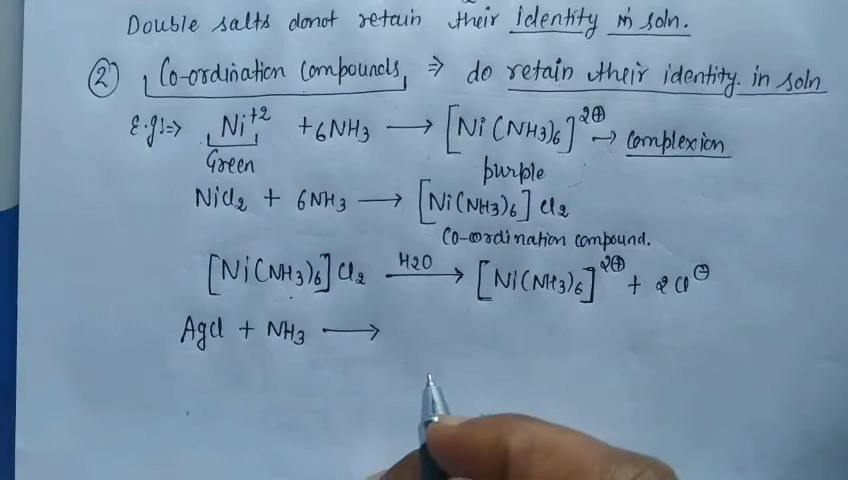 Double salts donot retain their identity in soln.
② Co-ordination compounds ⇒ do retain their identity. in soln
E.gs⇒ Ni⁺² + 6NH₃ ⟶ [Ni(NH₃)₆]²⊕ → complexion
Green purple
NiCl₂ + 6NH₃ ⟶ [Ni(NH₃)₆]Cl₂
Co-ordination compound.
[Ni(NH₃)₆]Cl₂ H₂O⟶ [Ni(NH₃)₆]²⊕ + 2Cl⊖
AgCl + NH₃ ⟶